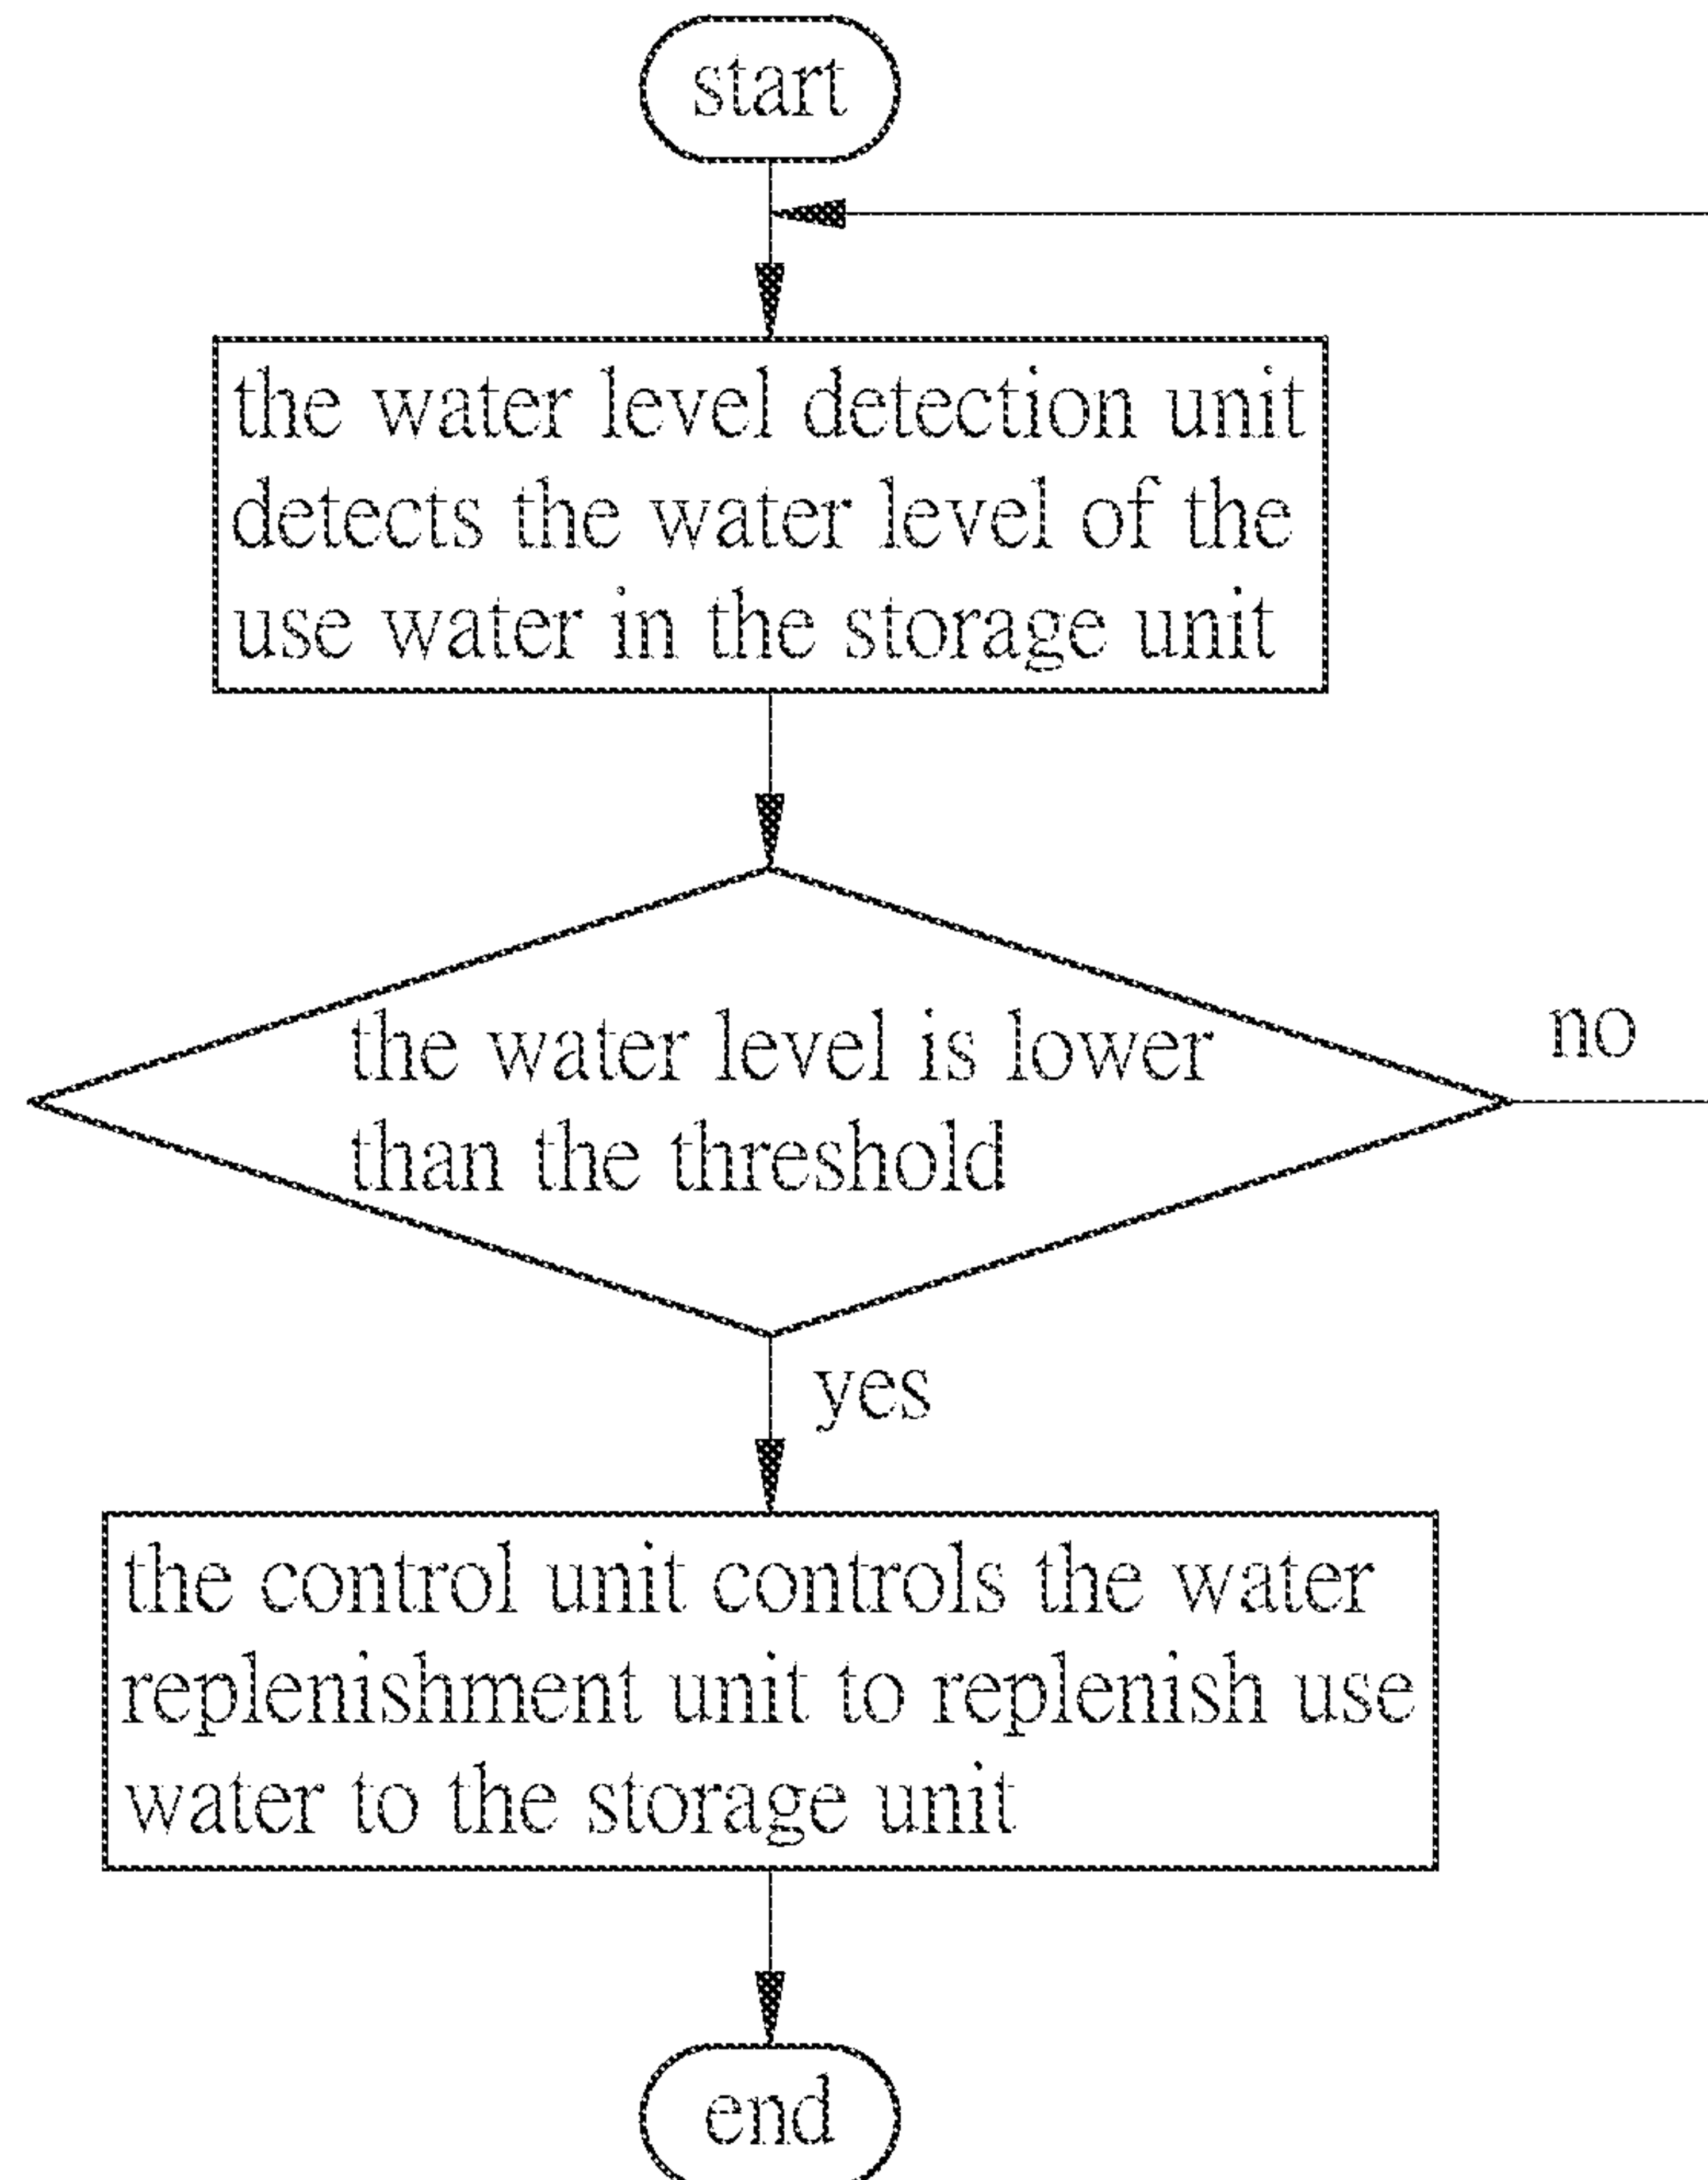 start
the water level detection unit
detects the water level of the
use water in the storage unit
the water level is lower
than the threshold
no
yes
the control unit controls the water
replenishment unit to replenish use
water to the storage unit
end